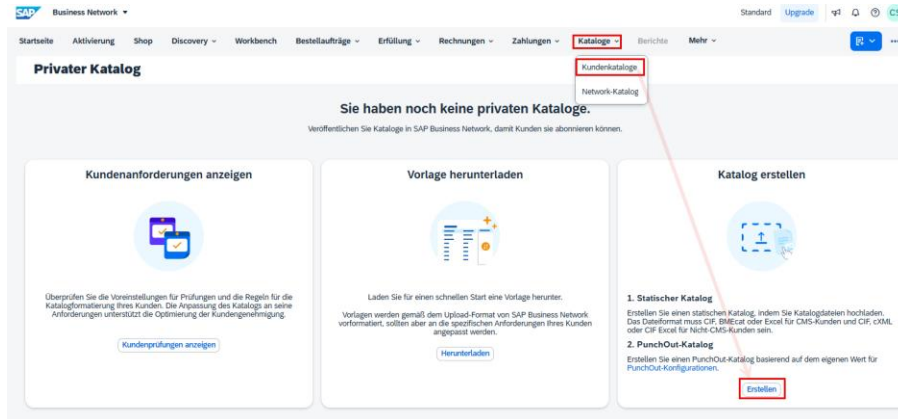 SAP Business Network
Standard Upgrade CS
Startseite Aktivierung Shop Discovery Workbench Bestellaufträge Erfüllung Rechnungen Zahlungen Kataloge Berichte Mehr
Privater Katalog
Kundenkataloge
Network-Katalog
Sie haben noch keine privaten Kataloge.
Veröffentlichen Sie Kataloge in SAP Business Network, damit Kunden sie abonnieren können.
Kundenanforderungen anzeigen
Überprüfen Sie die Voreinstellungen für Prüfungen und die Regeln für die
Katalogformatierung Ihres Kunden. Die Anpassung des Katalogs an seine
Anforderungen unterstützt die Optimierung der Kundengenehmigung.
Kundenprüfungen anzeigen
Vorlage herunterladen
Laden Sie für einen schnellen Start eine Vorlage herunter.
Vorlagen werden gemäß dem Upload-Format von SAP Business Network
vorformatiert, sollten aber an die spezifischen Anforderungen Ihres Kunden
angepasst werden.
Herunterladen
Katalog erstellen
1. Statischer Katalog
Erstellen Sie einen statischen Katalog, indem Sie Katalogdateien hochladen.
Das Dateiformat muss CIF, BMEcat oder Excel für CMS-Kunden und CIF, cXML
oder CIF Excel für Nicht-CMS-Kunden sein.
2. PunchOut-Katalog
Erstellen Sie einen PunchOut-Katalog basierend auf dem eigenen Wert für
PunchOut-Konfigurationen.
Erstellen